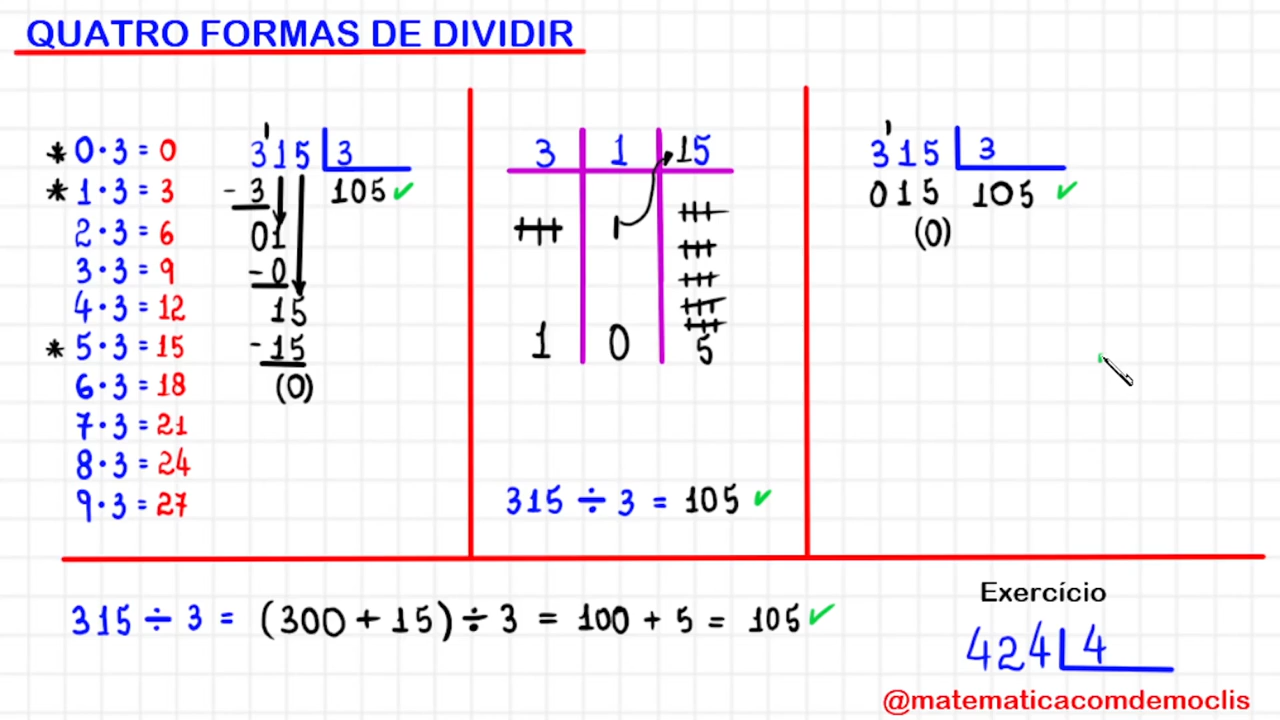 QUATRO FORMAS DE DIVIDIR
* 0·3 = 0
* 1·3 = 3
2·3 = 6
3·3 = 9
4·3 = 12
* 5·3 = 15
6·3 = 18
7·3 = 21
8·3 = 24
9·3 = 27
315 3
- 3 105 ✓
01
- 0
15
- 15
(0)
3 1 15
1 0 5
315 ÷ 3 = 105 ✓
315 3
015 105 ✓
(0)
315 ÷ 3 = (300 + 15) ÷ 3 = 100 + 5 = 105 ✓
Exercício
424 4
@matematicacomdemoclis